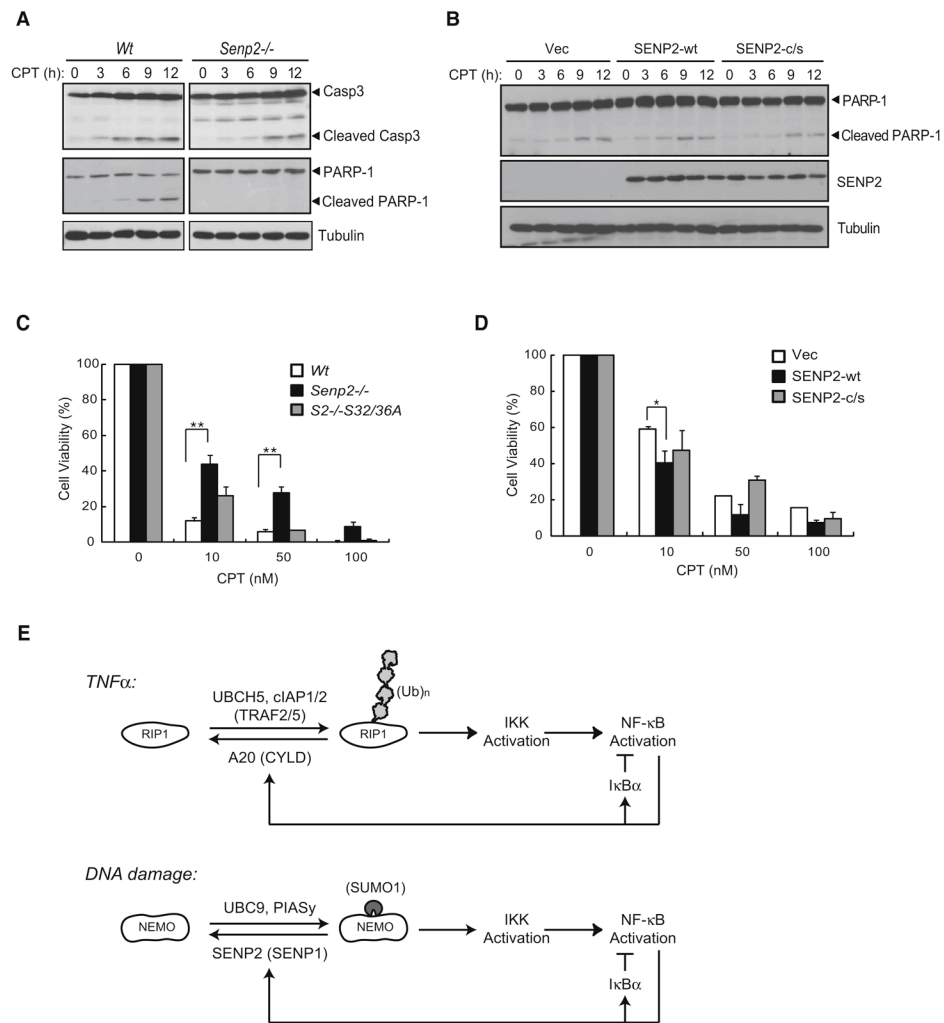 A
Wt Senp2-/-
CPT (h): 0 3 6 9 12 0 3 6 9 12
Casp3
Cleaved Casp3
PARP-1
Cleaved PARP-1
Tubulin
B
Vec SENP2-wt SENP2-c/s
CPT (h): 0 3 6 9 12 0 3 6 9 12 0 3 6 9 12
PARP-1
Cleaved PARP-1
SENP2
Tubulin
C
Cell Viability (%)
100
80
60
40
20
0
** **
Wt
Senp2-/-
S2-/-S32/36A
0 10 50 100
CPT (nM)
D
Cell Viability (%)
100
80
60
40
20
0
*
Vec
SENP2-wt
SENP2-c/s
0 10 50 100
CPT (nM)
E
TNFα:
RIP1
UBCH5, cIAP1/2
(TRAF2/5)
A20 (CYLD)
(Ub)n
RIP1
IKK
Activation
NF-κB
Activation
IκBα
DNA damage:
NEMO
UBC9, PIASy
SENP2 (SENP1)
(SUMO1)
NEMO
IKK
Activation
NF-κB
Activation
IκBα